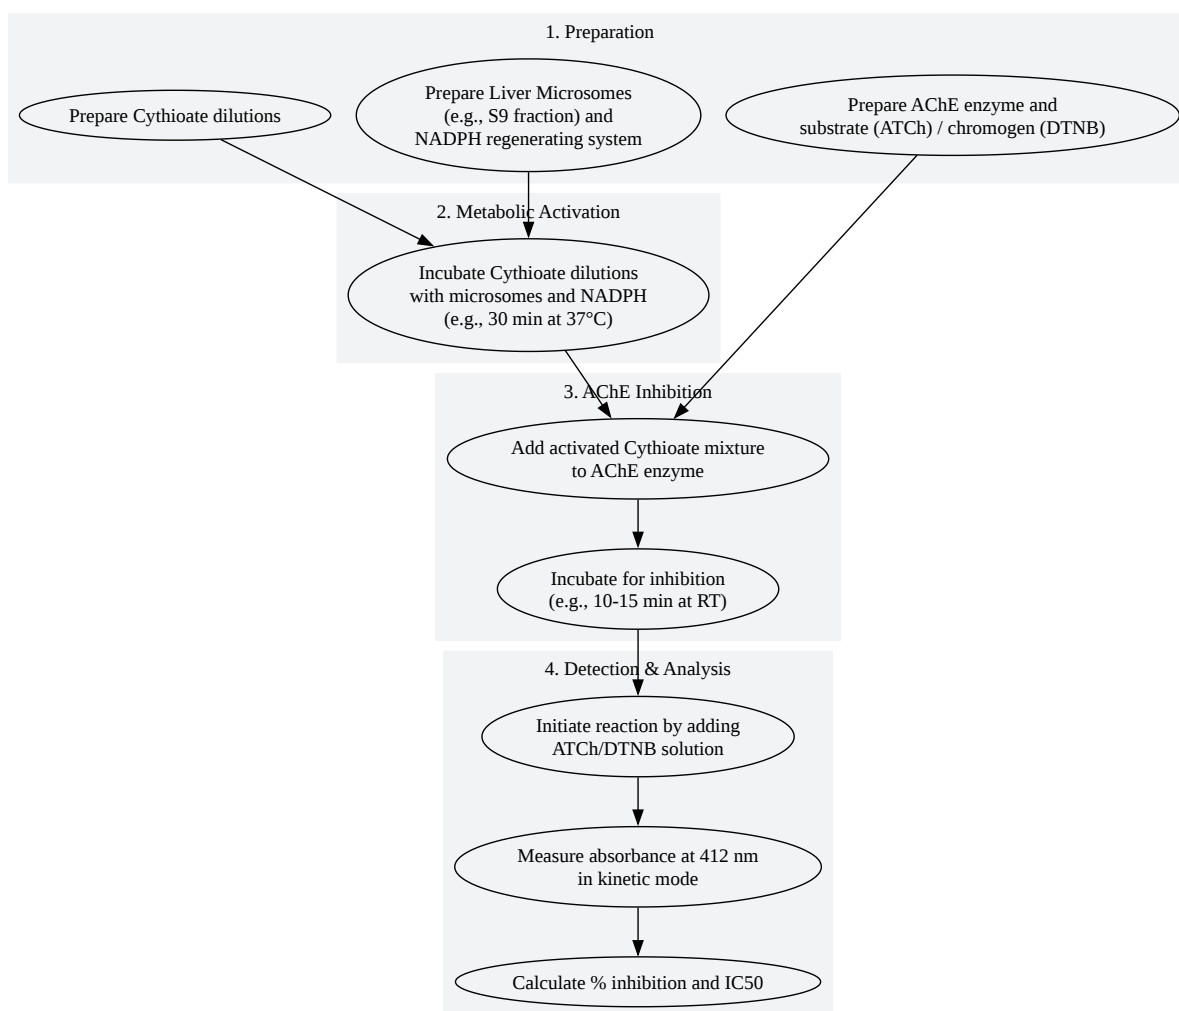 1. Preparation
Prepare Cythioate dilutions
Prepare Liver Microsomes
(e.g., S9 fraction) and
NADPH regenerating system
Prepare AChE enzyme and
substrate (ATCh) / chromogen (DTNB)
2. Metabolic Activation
Incubate Cythioate dilutions
with microsomes and NADPH
(e.g., 30 min at 37°C)
3. AChE Inhibition
Add activated Cythioate mixture
to AChE enzyme
Incubate for inhibition
(e.g., 10-15 min at RT)
4. Detection & Analysis
Initiate reaction by adding
ATCh/DTNB solution
Measure absorbance at 412 nm
in kinetic mode
Calculate % inhibition and IC50